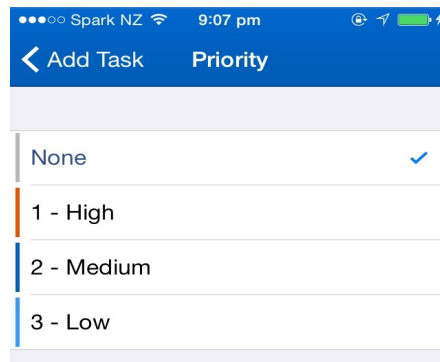 Spark NZ 9:07 pm
Add Task Priority
None
1 - High
2 - Medium
3 - Low